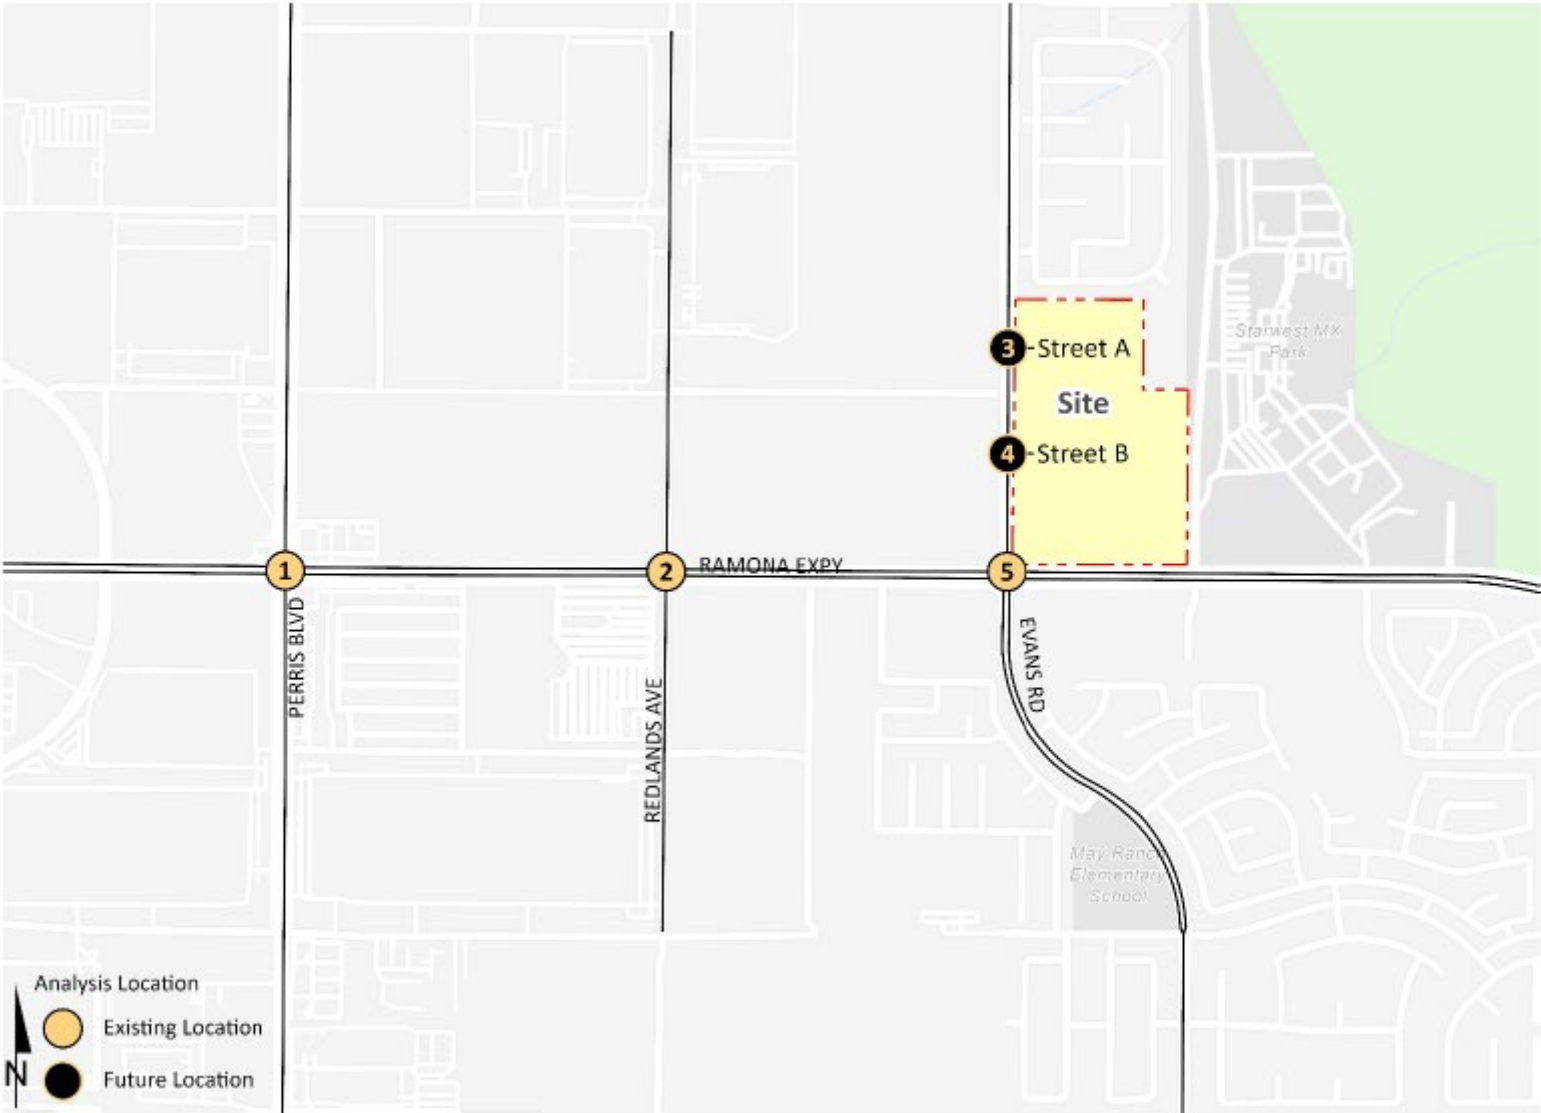 3
-Street A
Starwest MX
Park
Site
4
-Street B
1
2
RAMONA EXPY
5
PERRIS BLVD
REDLANDS AVE
EVANS RD
May Ranc
Elementary
School
Analysis Location
Existing Location
Future Location
N